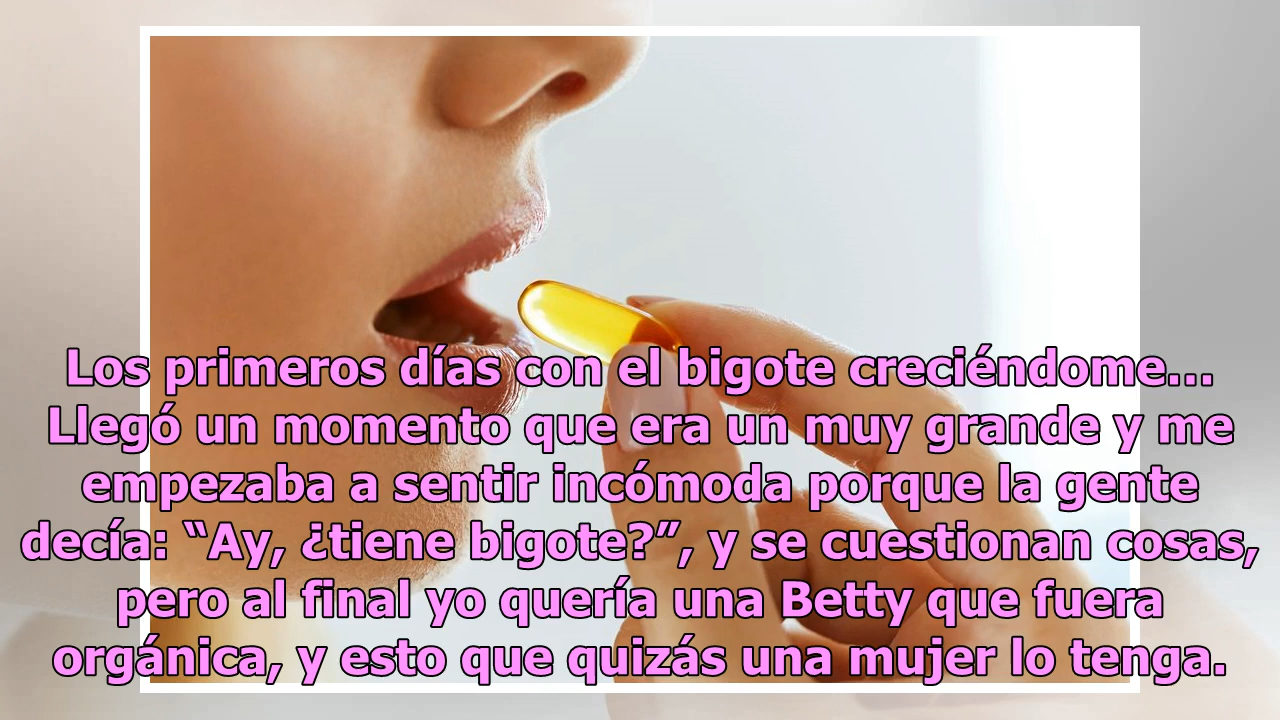 Los primeros días con el bigote creciéndome...
Llegó un momento que era un muy grande y me
empezaba a sentir incómoda porque la gente
decía: “Ay, ¿tiene bigote?”, y se cuestionan cosas,
pero al final yo quería una Betty que fuera
orgánica, y esto que quizás una mujer lo tenga.